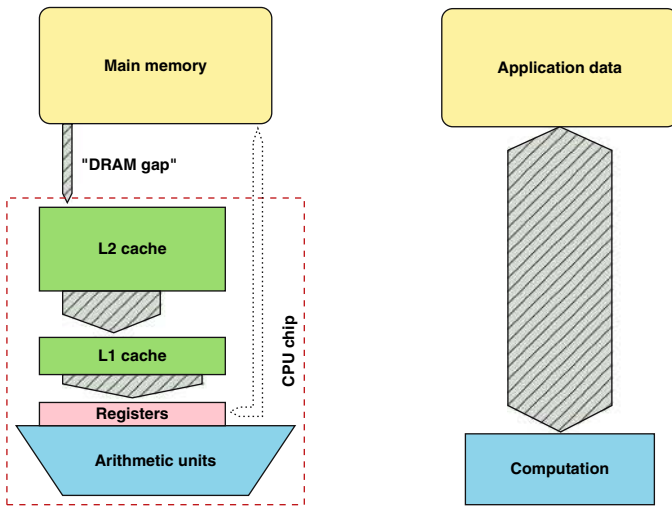 Main memory
"DRAM gap"
L2 cache
L1 cache
CPU chip
Registers
Arithmetic units
Application data
Computation